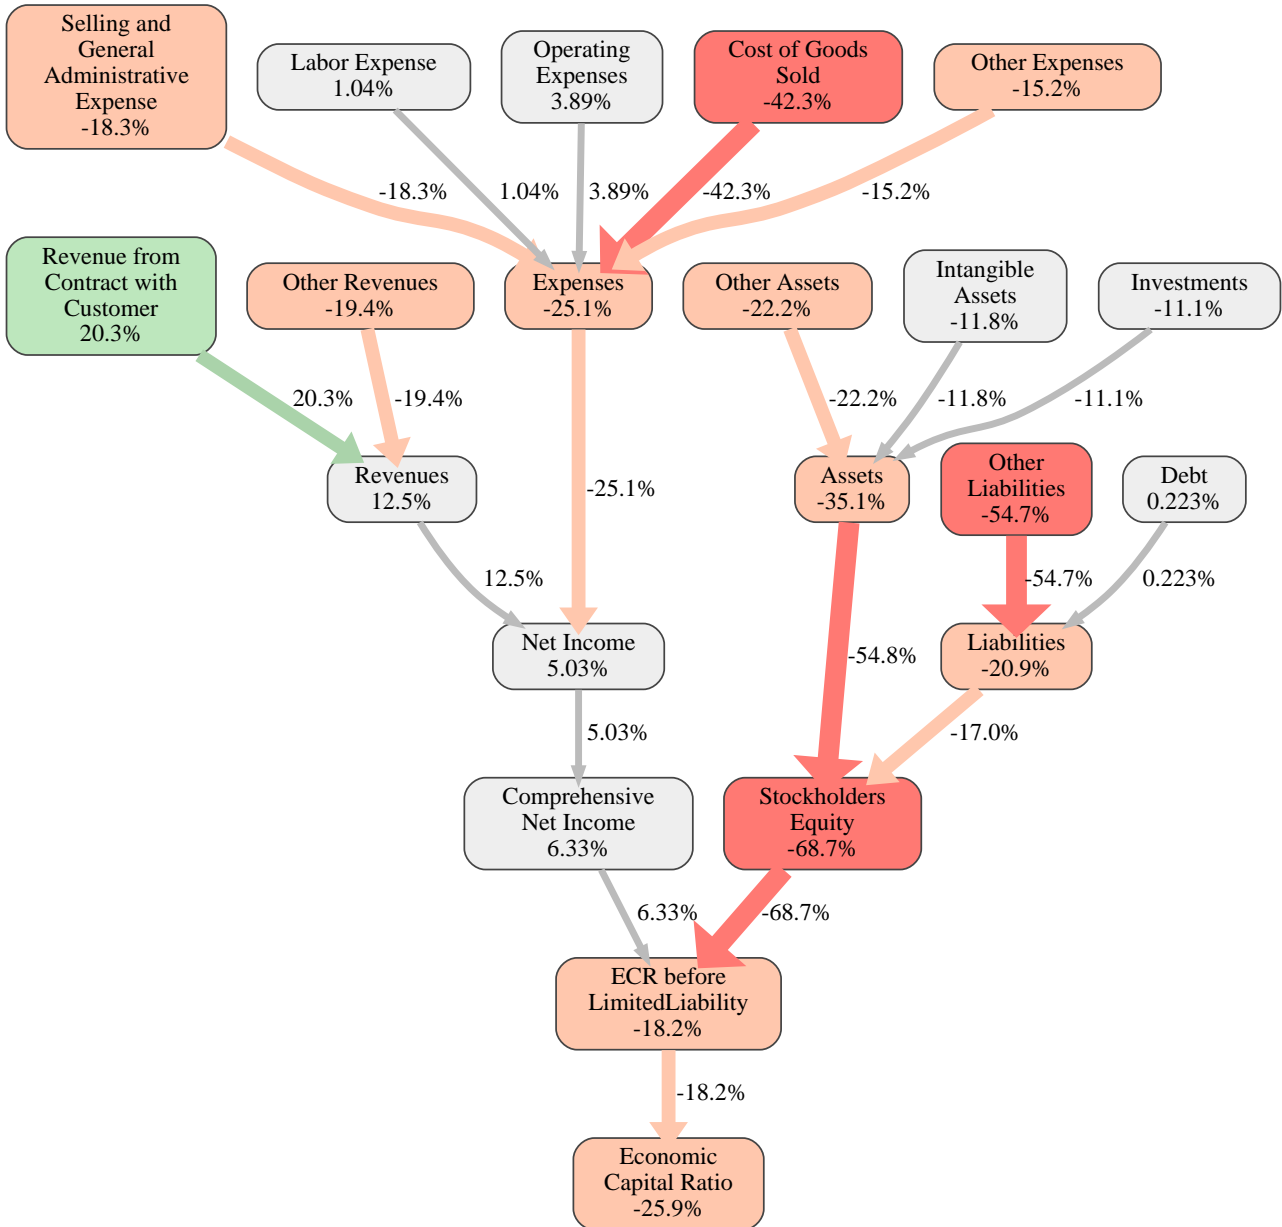 Selling and
General
Administrative
Expense
-18.3%
Labor Expense
1.04%
Operating
Expenses
3.89%
Cost of Goods
Sold
-42.3%
Other Expenses
-15.2%
-18.3%
1.04%
3.89%
-42.3%
-15.2%
Revenue from
Contract with
Customer
20.3%
Other Revenues
-19.4%
Expenses
-25.1%
Other Assets
-22.2%
Intangible
Assets
-11.8%
Investments
-11.1%
20.3%
-19.4%
-22.2%
-11.8%
-11.1%
Revenues
12.5%
-25.1%
Assets
-35.1%
Other
Liabilities
-54.7%
Debt
0.223%
12.5%
-54.7%
0.223%
Net Income
5.03%
-54.8%
Liabilities
-20.9%
5.03%
-17.0%
Comprehensive
Net Income
6.33%
Stockholders
Equity
-68.7%
6.33%
-68.7%
ECR before
LimitedLiability
-18.2%
-18.2%
Economic
Capital Ratio
-25.9%